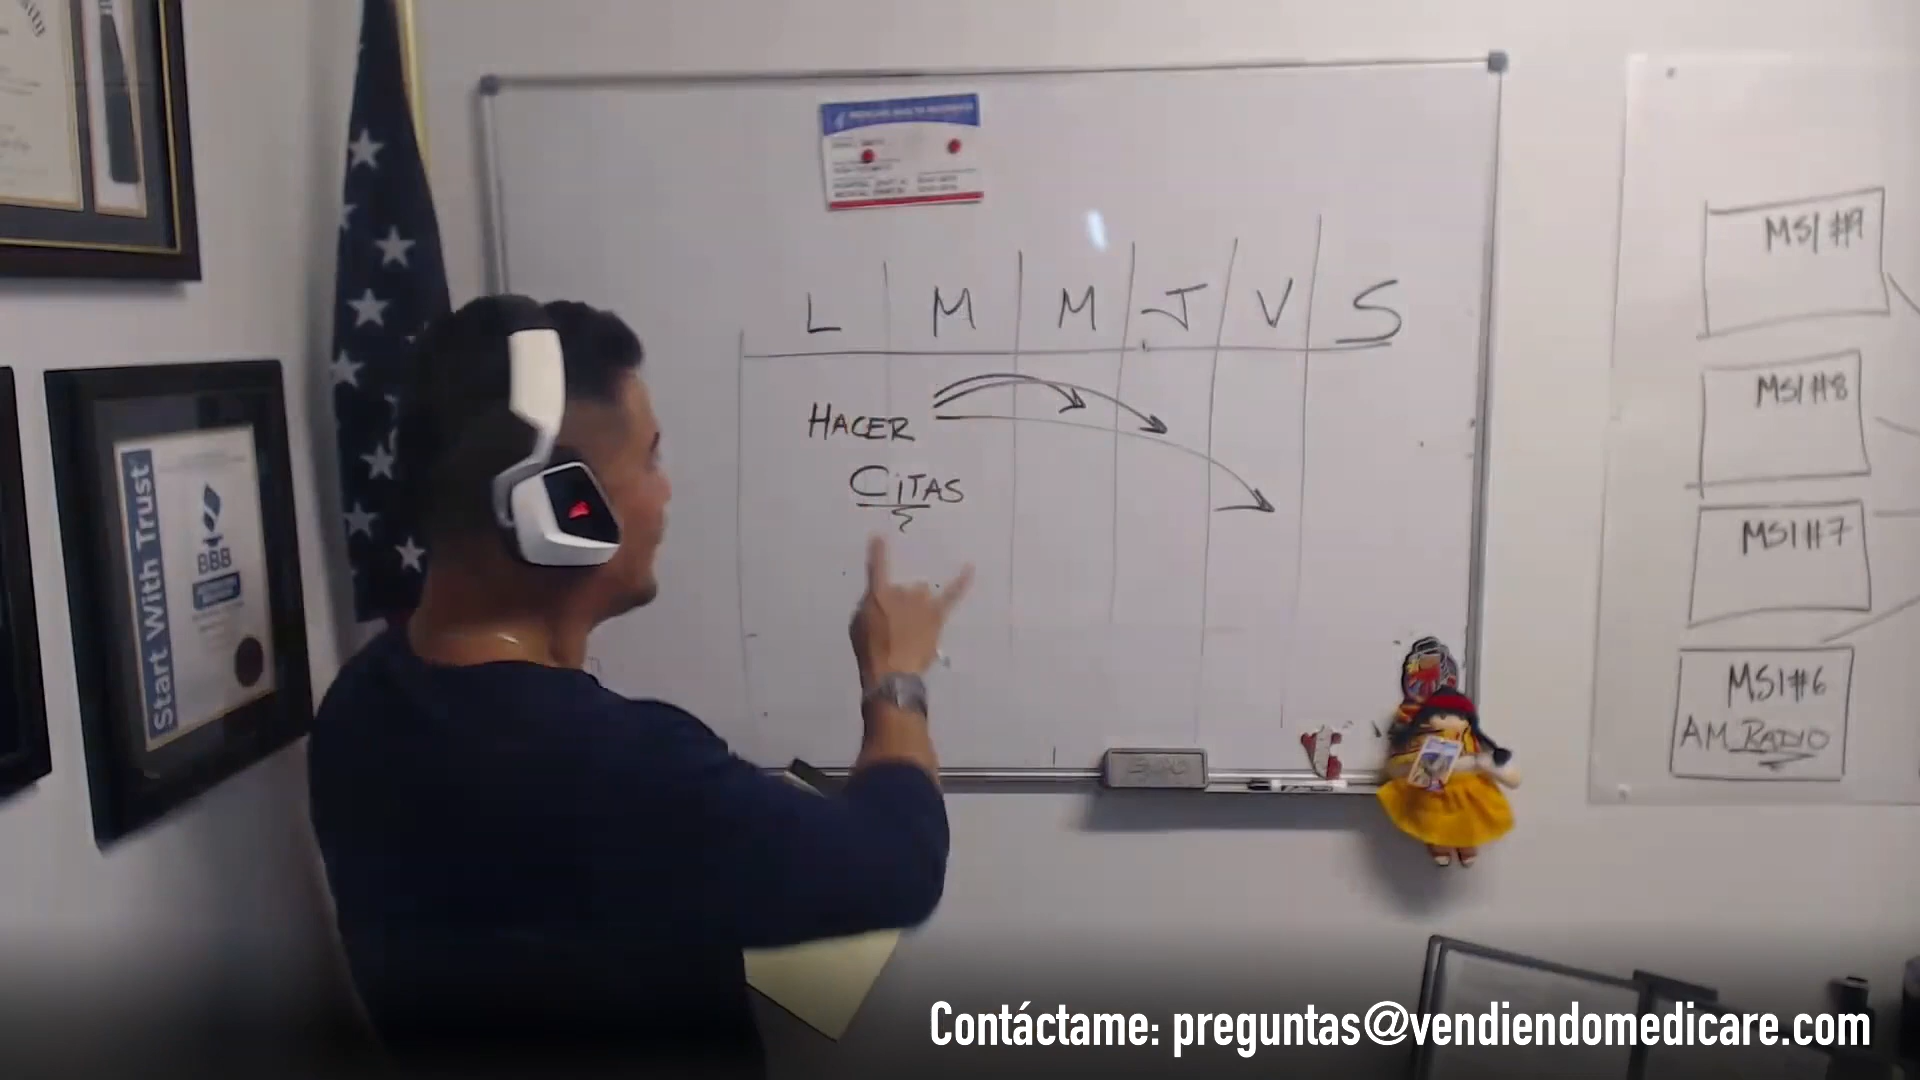 L M M J V S
HACER
CITAS
MSI #9
MSI #8
MSI #7
MSI #6
AM RADIO
Start With Trust
BBB
Contáctame: preguntas@vendiendomedicare.com